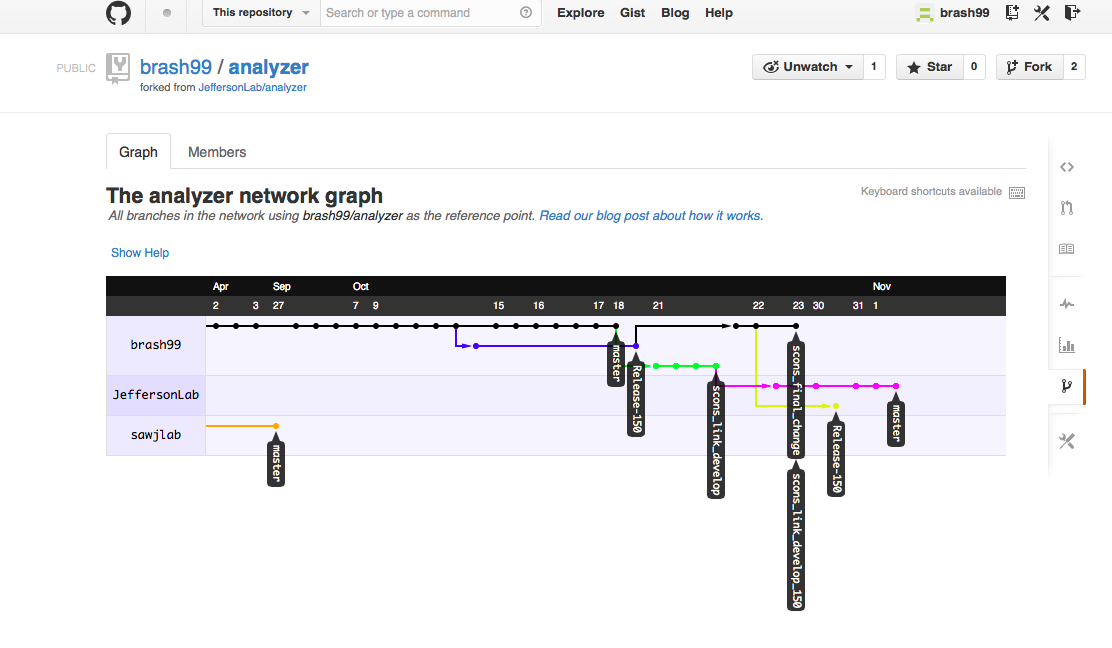 This repository
Search or type a command
Explore
Gist
Blog
Help
brash99
PUBLIC
brash99 / analyzer
forked from JeffersonLab/analyzer
Unwatch
1
Star
0
Fork
2
Graph
Members
The analyzer network graph
Keyboard shortcuts available
All branches in the network using brash99/analyzer as the reference point. Read our blog post about how it works.
Show Help
Apr Sep Oct Nov
2 3 27 7 9 15 16 17 18 21 22 23 30 31 1
brash99
JeffersonLab
sawjlab
master
master
Release-150
scons_link_develop
scons_final_change
scons_link_develop_150
Release-150
master